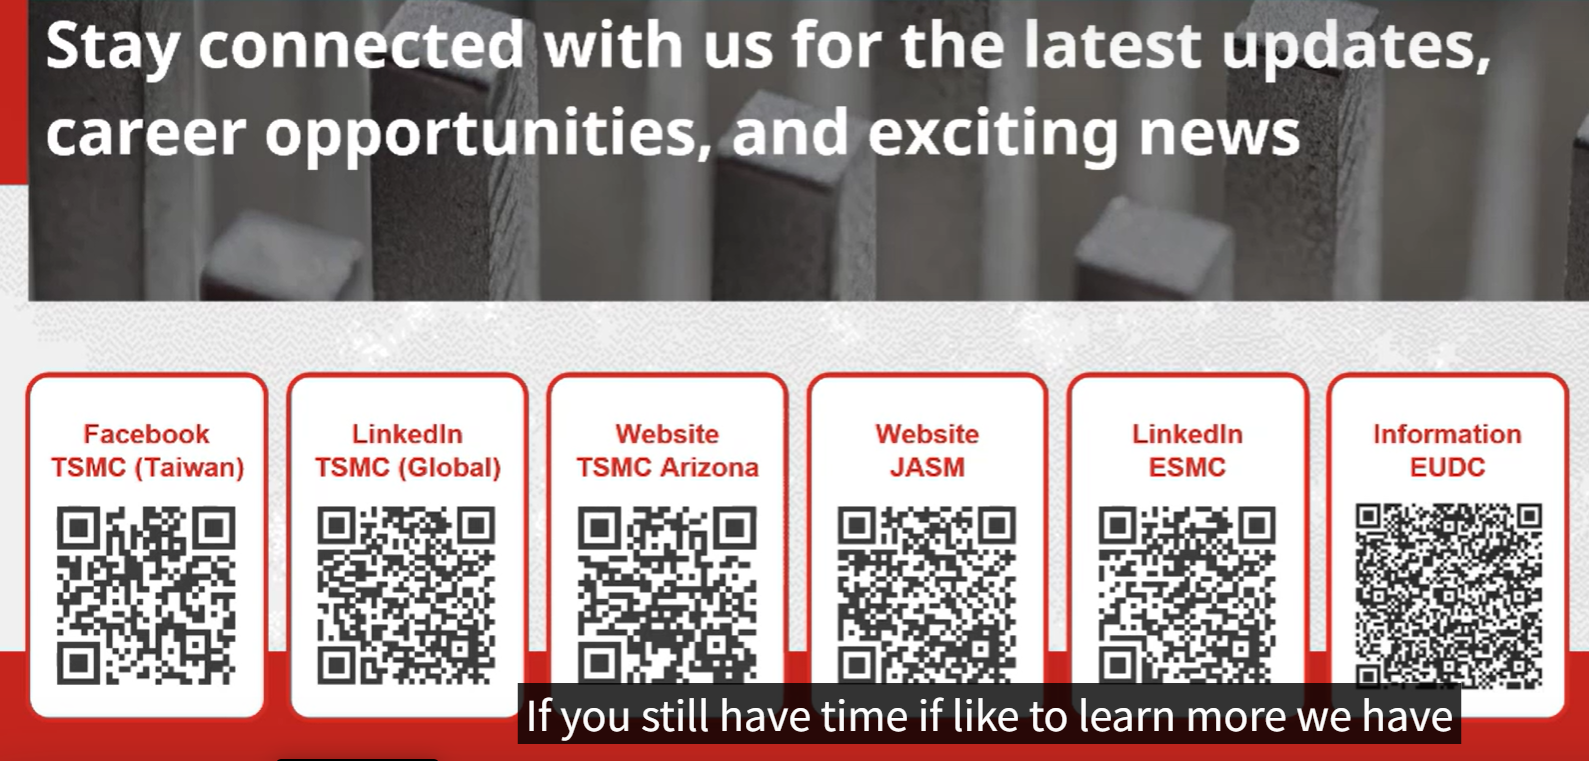 Stay connected with us for the latest updates,
career opportunities, and exciting news
Facebook
TSMC (Taiwan)
LinkedIn
TSMC (Global)
Website
TSMC Arizona
Website
JASM
LinkedIn
ESMC
Information
EUDC
If you still have time if like to learn more we have